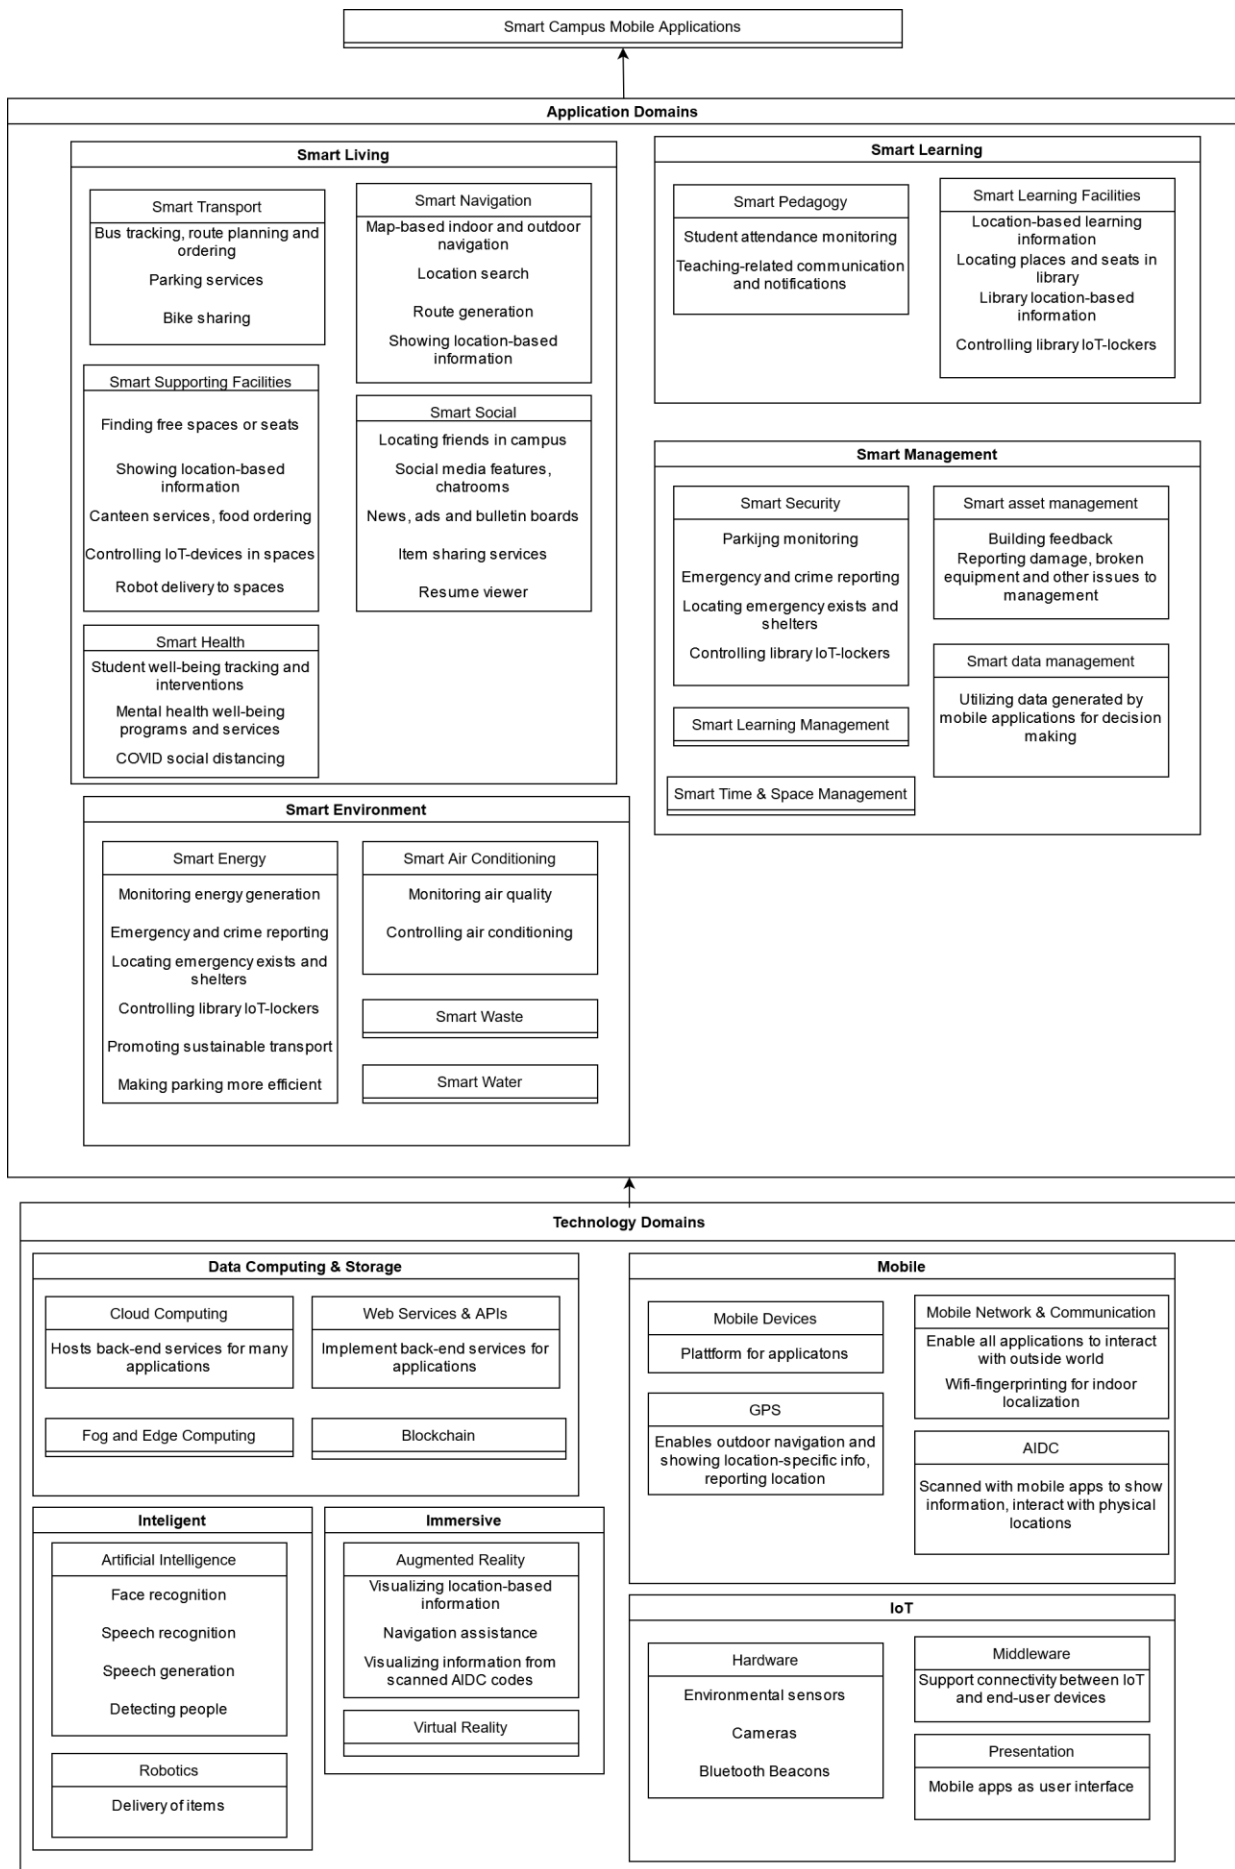 Smart Campus Mobile Applications
Application Domains
Smart Living
Smart Transport
Bus tracking, route planning and
ordering
Parking services
Bike sharing
Smart Navigation
Map-based indoor and outdoor
navigation
Location search
Route generation
Showing location-based
information
Smart Supporting Facilities
Finding free spaces or seats
Showing location-based
information
Canteen services, food ordering
Controlling IoT-devices in spaces
Robot delivery to spaces
Smart Social
Locating friends in campus
Social media features,
chatrooms
News, ads and bulletin boards
Item sharing services
Resume viewer
Smart Health
Student well-being tracking and
interventions
Mental health well-being
programs and services
COVID social distancing
Smart Learning
Smart Pedagogy
Student attendance monitoring
Teaching-related communication
and notifications
Smart Learning Facilities
Location-based learning
information
Locating places and seats in
library
Library location-based
information
Controlling library IoT-lockers
Smart Management
Smart Security
Parkijng monitoring
Emergency and crime reporting
Locating emergency exists and
shelters
Controlling library IoT-lockers
Smart asset management
Building feedback
Reporting damage, broken
equipment and other issues to
management
Smart data management
Utilizing data generated by
mobile applications for decision
making
Smart Learning Management
Smart Time & Space Management
Smart Environment
Smart Energy
Monitoring energy generation
Emergency and crime reporting
Locating emergency exists and
shelters
Controlling library IoT-lockers
Promoting sustainable transport
Making parking more efficient
Smart Air Conditioning
Monitoring air quality
Controlling air conditioning
Smart Waste
Smart Water
Technology Domains
Data Computing & Storage
Cloud Computing
Hosts back-end services for many
applications
Web Services & APIs
Implement back-end services for
applications
Fog and Edge Computing
Blockchain
Inteligent
Artificial Intelligence
Face recognition
Speech recognition
Speech generation
Detecting people
Robotics
Delivery of items
Immersive
Augmented Reality
Visualizing location-based
information
Navigation assistance
Visualizing information from
scanned AIDC codes
Virtual Reality
Mobile
Mobile Devices
Plattform for applicatons
Mobile Network & Communication
Enable all applications to interact
with outside world
Wifi-fingerprinting for indoor
localization
GPS
Enables outdoor navigation and
showing location-specific info,
reporting location
AIDC
Scanned with mobile apps to show
information, interact with physical
locations
IoT
Hardware
Environmental sensors
Cameras
Bluetooth Beacons
Middleware
Support connectivity between IoT
and end-user devices
Presentation
Mobile apps as user interface